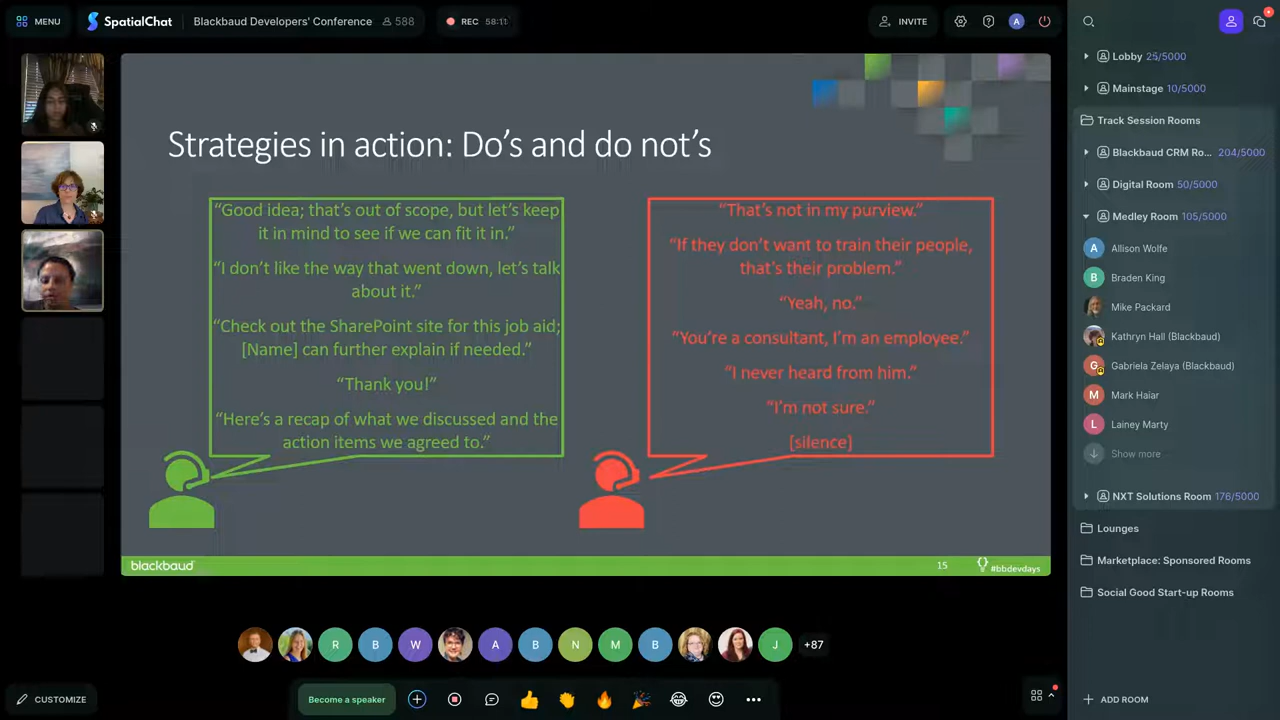 MENU
SpatialChat
Blackbaud Developers' Conference
588
REC 58:11
INVITE
A
Strategies in action: Do's and do not's
"Good idea; that's out of scope, but let's keep
it in mind to see if we can fit it in."
"I don't like the way that went down, let's talk
about it."
"Check out the SharePoint site for this job aid;
[Name] can further explain if needed."
"Thank you!"
"Here's a recap of what we discussed and the
action items we agreed to."
"That's not in my purview."
"If they don't want to train their people,
that's their problem."
"Yeah, no."
"You're a consultant, I'm an employee."
"I never heard from him."
"I'm not sure."
[silence]
blackbaud
15
#bbdevdays
R
B
W
A
B
N
M
B
J
+87
CUSTOMIZE
Become a speaker
Lobby 25/5000
Mainstage 10/5000
Track Session Rooms
Blackbaud CRM Ro... 204/5000
Digital Room 50/5000
Medley Room 105/5000
A Allison Wolfe
B Braden King
Mike Packard
Kathryn Hall (Blackbaud)
G Gabriela Zelaya (Blackbaud)
M Mark Haiar
L Lainey Marty
Show more
NXT Solutions Room 176/5000
Lounges
Marketplace: Sponsored Rooms
Social Good Start-up Rooms
ADD ROOM